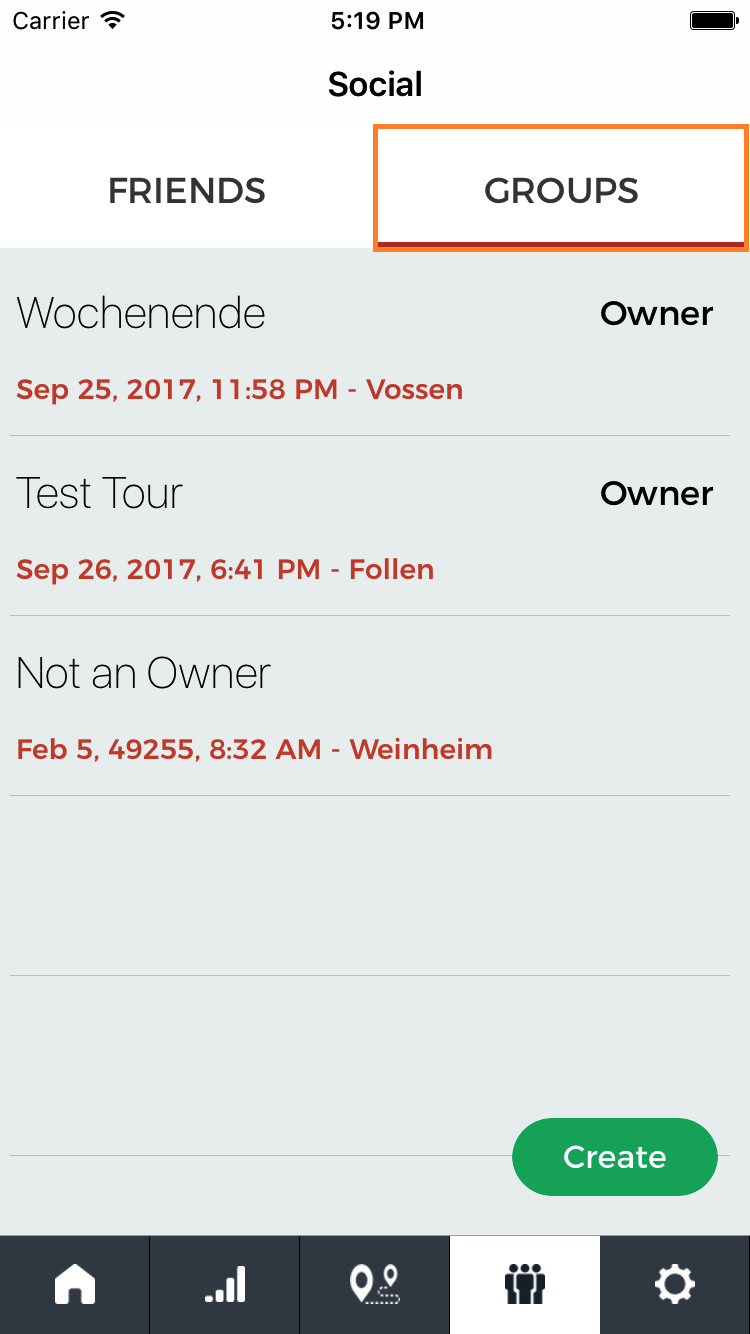 Carrier 5:19 PM
Social
FRIENDS GROUPS
Wochenende Owner
Sep 25, 2017, 11:58 PM - Vossen
Test Tour Owner
Sep 26, 2017, 6:41 PM - Follen
Not an Owner
Feb 5, 49255, 8:32 AM - Weinheim
Create